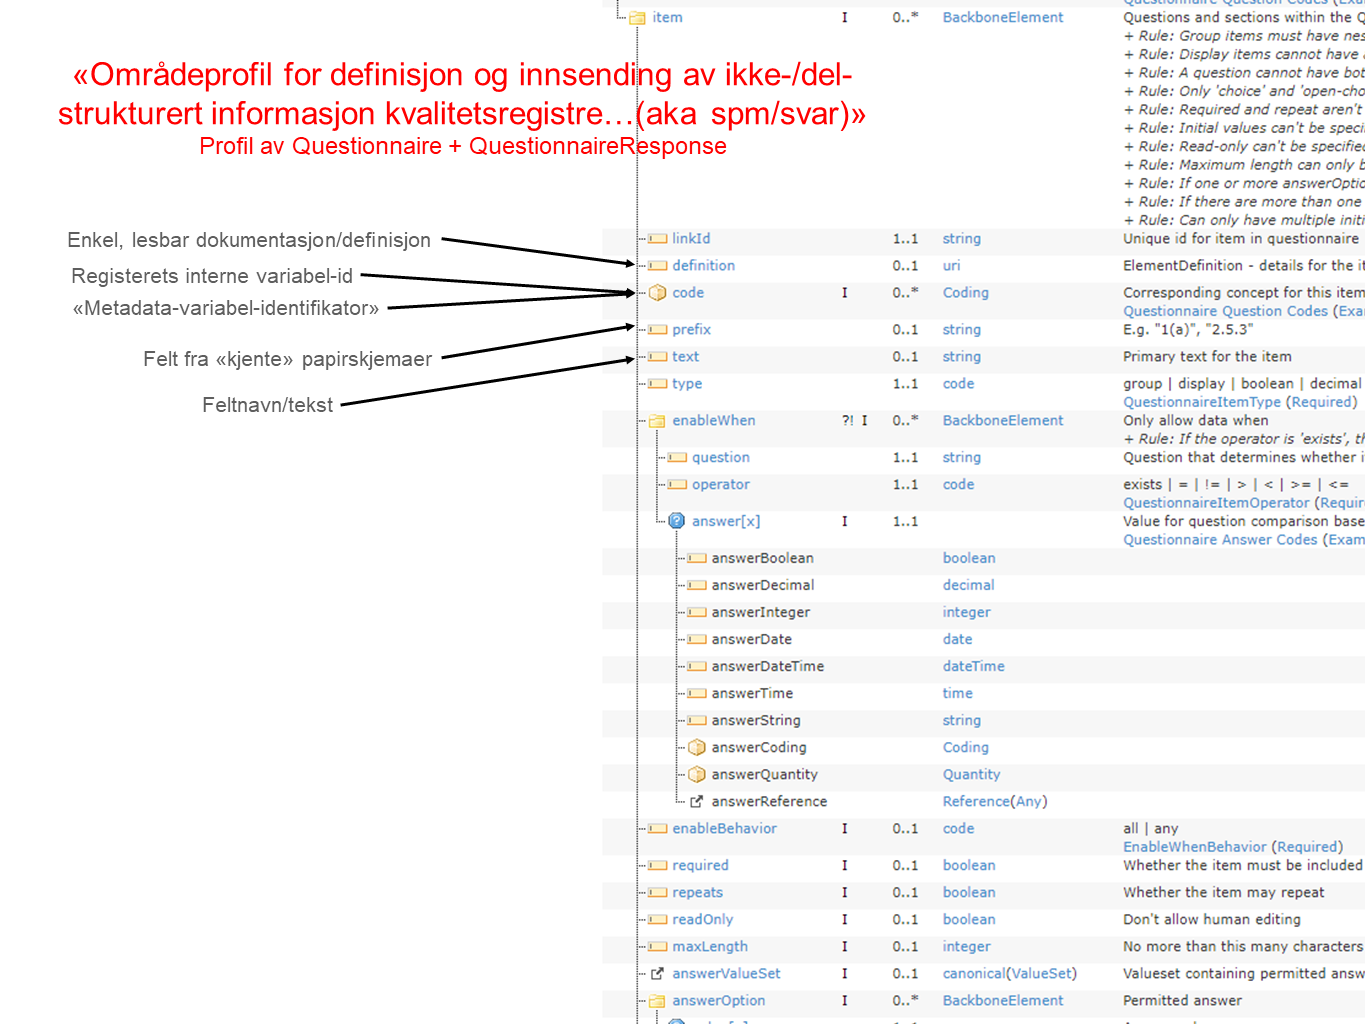 Questionnaire Question Codes (Exa
item I 0..* BackboneElement Questions and sections within the Q
+ Rule: Group items must have nes
«Områdeprofil for definisjon og innsending av ikke-/del-
strukturert informasjon kvalitetsregistre…(aka spm/svar)»
Profil av Questionnaire + QuestionnaireResponse
+ Rule: Display items cannot have
+ Rule: A question cannot have bot
+ Rule: Only 'choice' and 'open-cho
+ Rule: Required and repeat aren't
+ Rule: Initial values can't be speci
+ Rule: Read-only can't be specified
+ Rule: Maximum length can only b
+ Rule: If one or more answerOptio
+ Rule: If there are more than one
+ Rule: Can only have multiple initi
Enkel, lesbar dokumentasjon/definisjon
Registerets interne variabel-id
«Metadata-variabel-identifikator»
Felt fra «kjente» papirskjemaer
Feltnavn/tekst
linkId 1..1 string Unique id for item in questionnaire
definition 0..1 uri ElementDefinition - details for the it
code I 0..* Coding Corresponding concept for this item
Questionnaire Question Codes (Exa
prefix 0..1 string E.g. "1(a)", "2.5.3"
text 0..1 string Primary text for the item
type 1..1 code group | display | boolean | decimal
QuestionnaireItemType (Required)
enableWhen ?! I 0..* BackboneElement Only allow data when
+ Rule: If the operator is 'exists', th
question 1..1 string Question that determines whether i
operator 1..1 code exists | = | != | > | < | >= | <=
QuestionnaireItemOperator (Requir
answer[x] I 1..1 Value for question comparison base
Questionnaire Answer Codes (Exam
answerBoolean boolean
answerDecimal decimal
answerInteger integer
answerDate date
answerDateTime dateTime
answerTime time
answerString string
answerCoding Coding
answerQuantity Quantity
answerReference Reference(Any)
enableBehavior I 0..1 code all | any
EnableWhenBehavior (Required)
required I 0..1 boolean Whether the item must be included
repeats I 0..1 boolean Whether the item may repeat
readOnly I 0..1 boolean Don't allow human editing
maxLength I 0..1 integer No more than this many characters
answerValueSet I 0..1 canonical(ValueSet) Valueset containing permitted answ
answerOption I 0..* BackboneElement Permitted answer